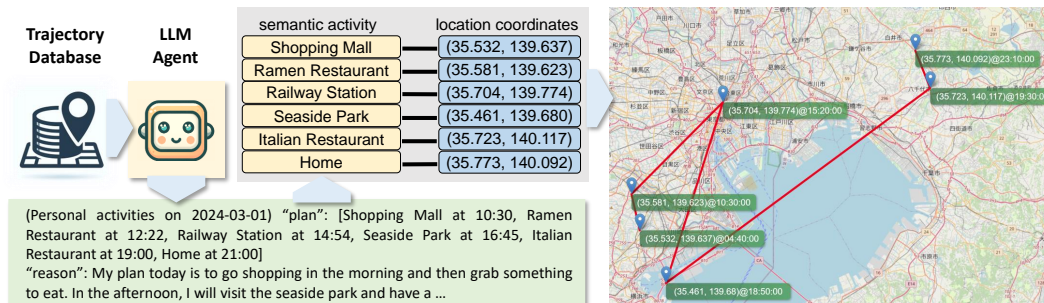 Trajectory
Database
LLM
Agent
semantic activity
location coordinates
Shopping Mall
(35.532, 139.637)
Ramen Restaurant
(35.581, 139.623)
Railway Station
(35.704, 139.774)
Seaside Park
(35.461, 139.680)
Italian Restaurant
(35.723, 140.117)
Home
(35.773, 140.092)
(Personal activities on 2024-03-01) “plan”: [Shopping Mall at 10:30, Ramen
Restaurant at 12:22, Railway Station at 14:54, Seaside Park at 16:45, Italian
Restaurant at 19:00, Home at 21:00]
“reason”: My plan today is to go shopping in the morning and then grab something
to eat. In the afternoon, I will visit the seaside park and have a …
(35.773, 140.092)@23:10:00
(35.723, 140.117)@19:30:00
(35.704, 139.774)@15:20:00
(35.581, 139.623)@10:30:00
(35.532, 139.637)@04:40:00
(35.461, 139.68)@18:50:00
千葉市
横浜市